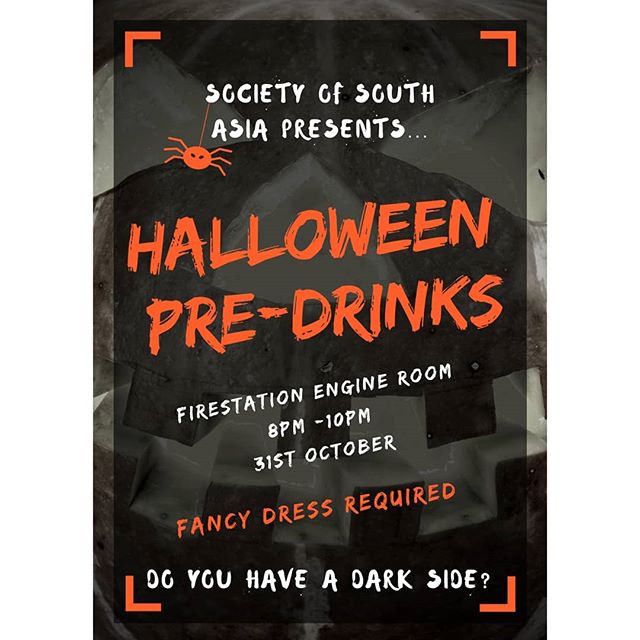 SOCIETY OF SOUTH
ASIA PRESENTS...
HALLOWEEN
PRE-DRINKS
FIRESTATION ENGINE ROOM
8PM -10PM
31ST OCTOBER
FANCY DRESS REQUIRED
DO YOU HAVE A DARK SIDE?